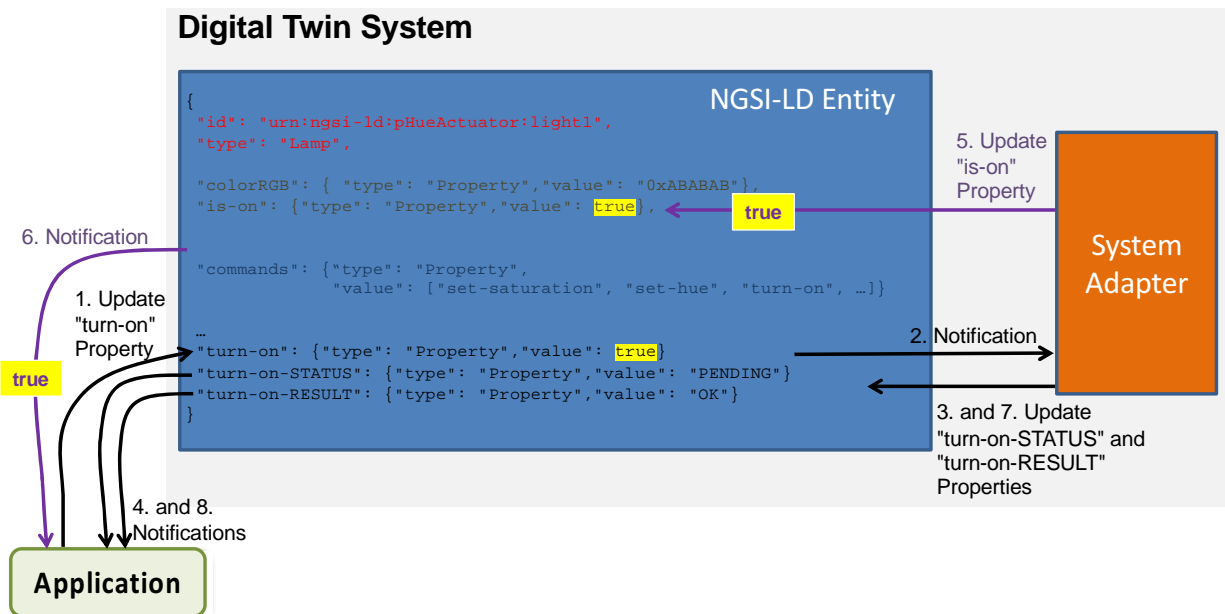 Digital Twin System
NGSI-LD Entity
{
"id": "urn:ngsi-ld:pHueActuator:light1",
"type": "Lamp",
"colorRGB": { "type": "Property","value": "0xABABAB"},
"is-on": {"type": "Property","value": true},
true
"commands": {“type": "Property",
"value": ["set-saturation", "set-hue", "turn-on", …]}
…
"turn-on": {"type": "Property","value": true}
"turn-on-STATUS": {"type": "Property","value": "PENDING"}
"turn-on-RESULT": {"type": "Property","value": "OK"}
}
5. Update
"is-on"
Property
System
Adapter
6. Notification
1. Update
"turn-on"
Property
true
2. Notification
3. and 7. Update
"turn-on-STATUS" and
"turn-on-RESULT"
Properties
4. and 8.
Notifications
Application